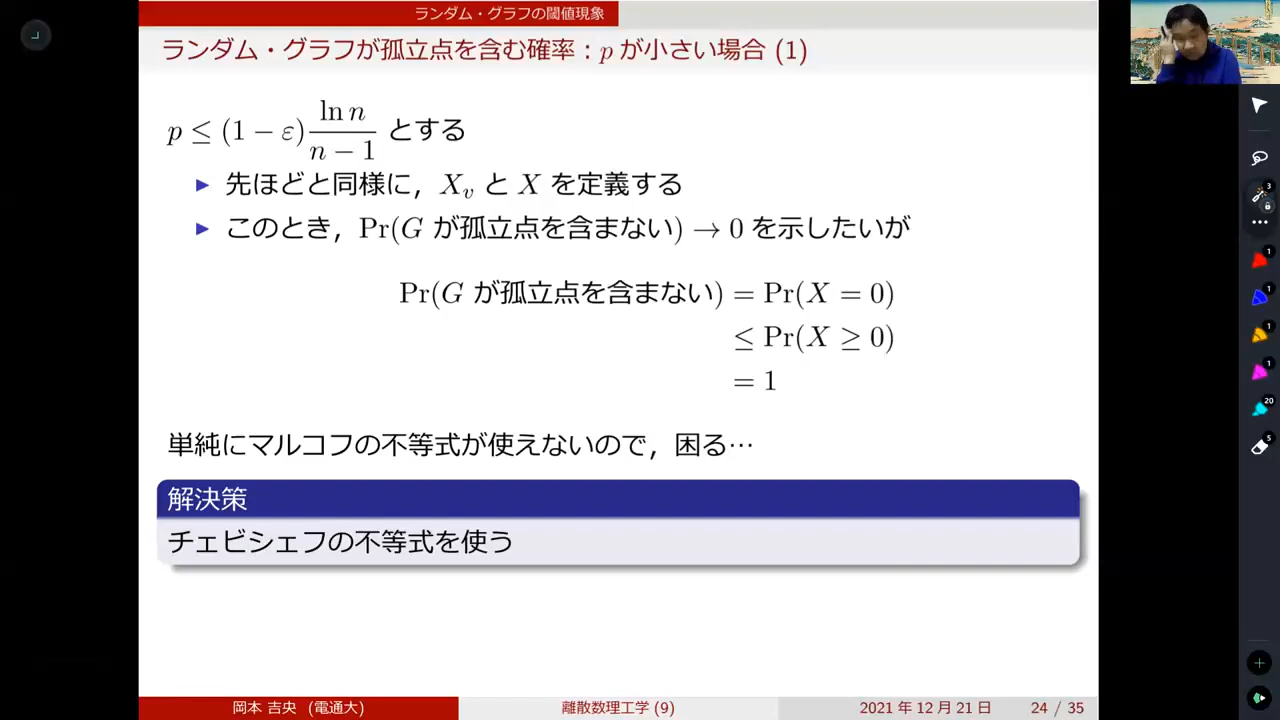 ランダム・グラフの閾値現象
ランダム・グラフが孤立点を含む確率：p が小さい場合 (1)
p ≤ (1 − ε) ln n / (n − 1) とする
▶ 先ほどと同様に，X_v と X を定義する
▶ このとき，Pr(G が孤立点を含まない) → 0 を示したいが
Pr(G が孤立点を含まない) = Pr(X = 0)
≤ Pr(X ≥ 0)
= 1
単純にマルコフの不等式が使えないので，困る…
解決策
チェビシェフの不等式を使う
岡本 吉央 (電通大)
離散数理工学 (9)
2021 年 12 月 21 日
24 / 35
3
1
1
1
1
20
5